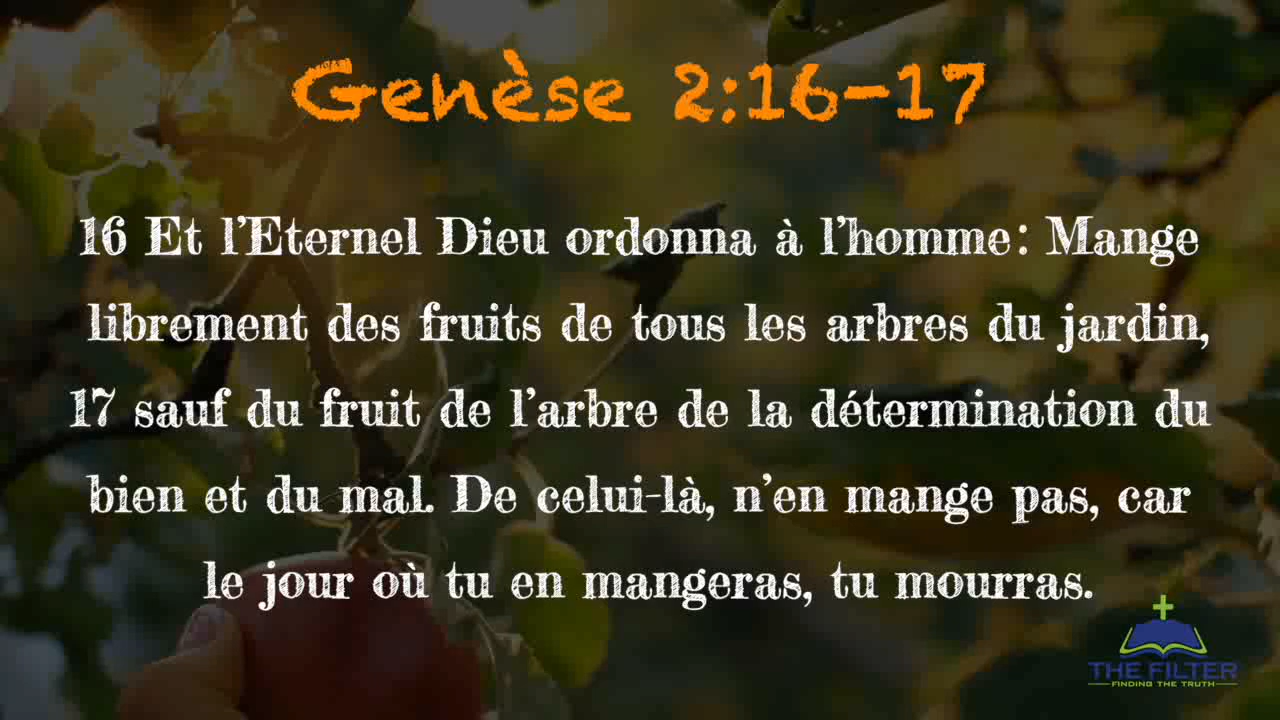 Genèse 2:16-17
16 Et l'Eternel Dieu ordonna à l'homme: Mange
librement des fruits de tous les arbres du jardin,
17 sauf du fruit de l'arbre de la détermination du
bien et du mal. De celui-là, n'en mange pas, car
le jour où tu en mangeras, tu mourras.
THE FILTER
FINDING THE TRUTH